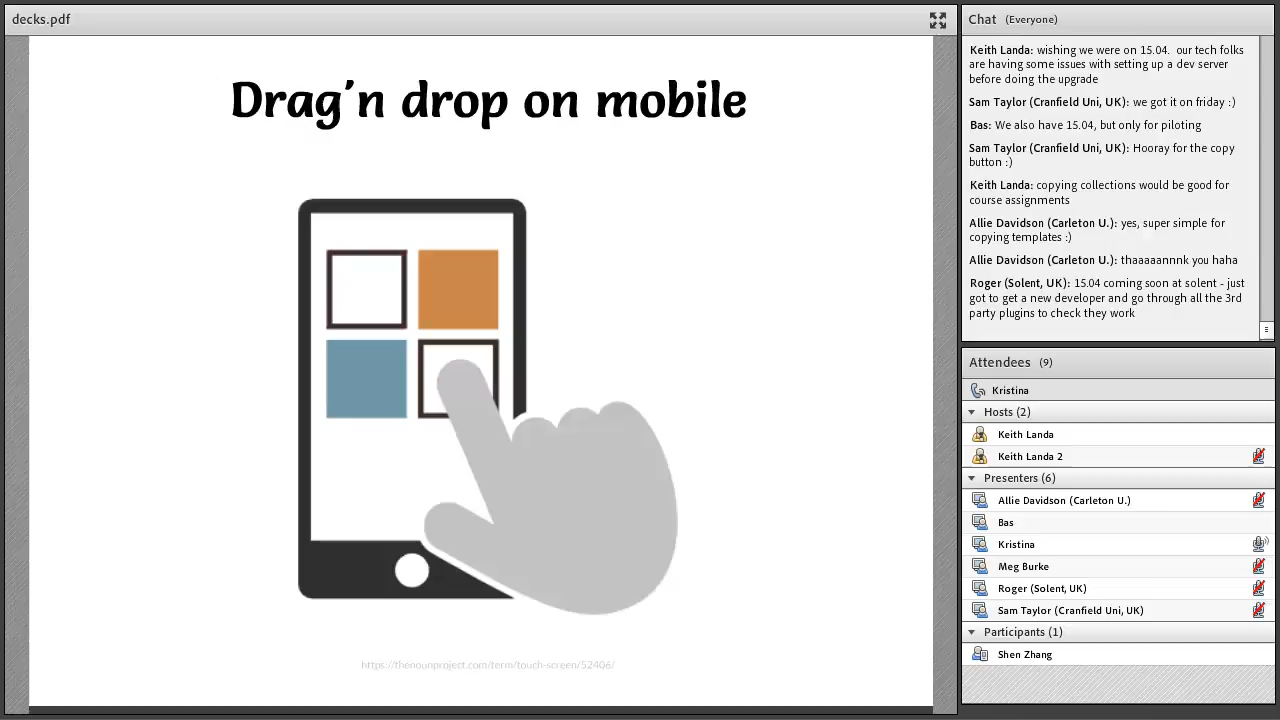 decks.pdf
Drag'n drop on mobile
https://thenounproject.com/term/touch-screen/52406/
Chat (Everyone)
Keith Landa: wishing we were on 15.04. our tech folks
are having some issues with setting up a dev server
before doing the upgrade
Sam Taylor (Cranfield Uni, UK): we got it on friday :)
Bas: We also have 15.04, but only for piloting
Sam Taylor (Cranfield Uni, UK): Hooray for the copy
button :)
Keith Landa: copying collections would be good for
course assignments
Allie Davidson (Carleton U.): yes, super simple for
copying templates :)
Allie Davidson (Carleton U.): thaaaaannnk you haha
Roger (Solent, UK): 15.04 coming soon at solent - just
got to get a new developer and go through all the 3rd
party plugins to check they work
Attendees (9)
Kristina
Hosts (2)
Keith Landa
Keith Landa 2
Presenters (6)
Allie Davidson (Carleton U.)
Bas
Kristina
Meg Burke
Roger (Solent, UK)
Sam Taylor (Cranfield Uni, UK)
Participants (1)
Shen Zhang